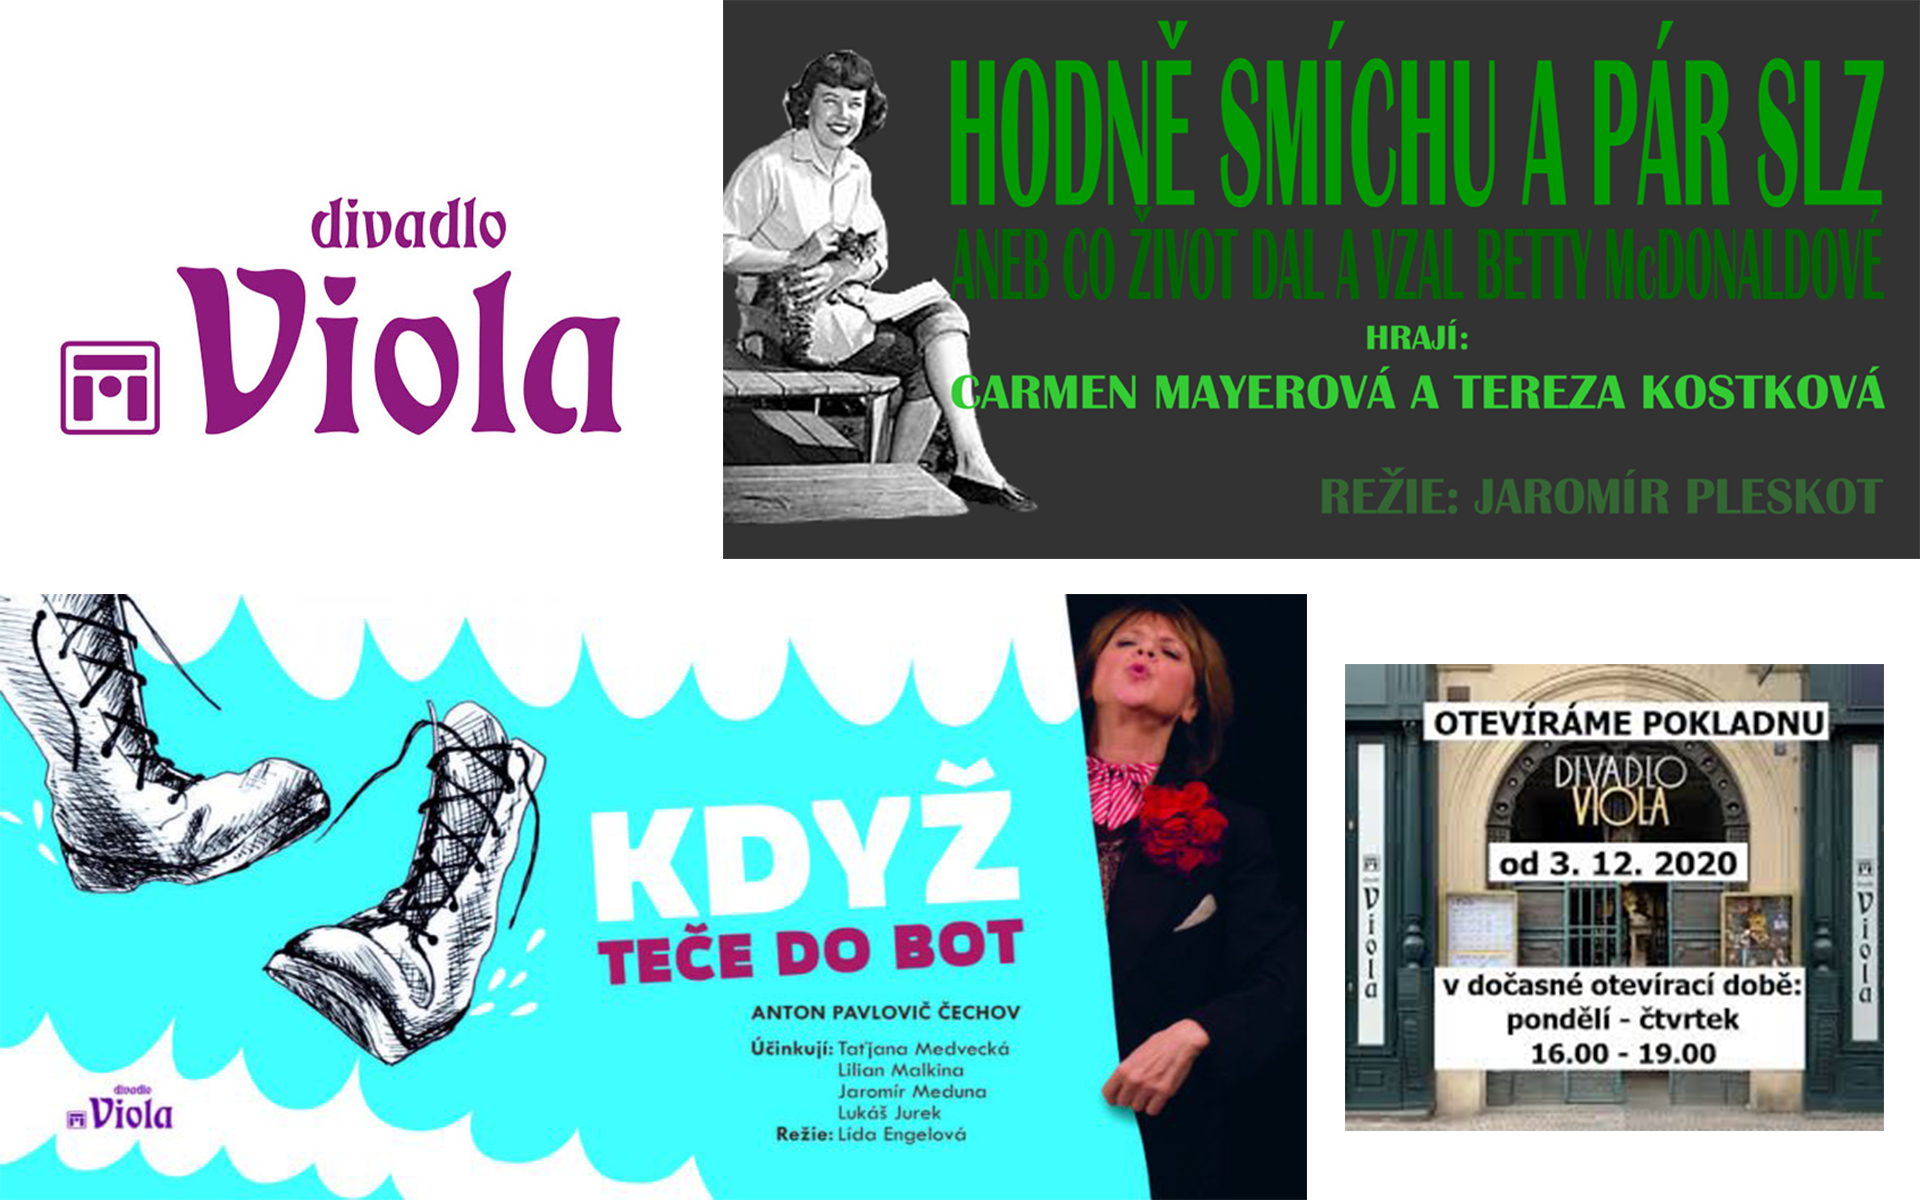 divadlo
Viola
HODNĚ SMÍCHU A PÁR SLZ
ANEB CO ŽIVOT DAL A VZAL BETTY McDONALDOVÉ
HRAJÍ:
CARMEN MAYEROVÁ A TEREZA KOSTKOVÁ
REŽIE: JAROMÍR PLESKOT
KDYŽ
TEČE DO BOT
ANTON PAVLOVIČ ČECHOV
Účinkují: Taťjana Medvecká
Lilian Malkina
Jaromír Meduna
Lukáš Jurek
Režie: Lída Engelová
divadlo
Viola
OTEVÍRÁME POKLADNU
DIVADLO
VIOLA
od 3. 12. 2020
v dočasné otevírací době:
pondělí - čtvrtek
16.00 - 19.00
Viola
Viola